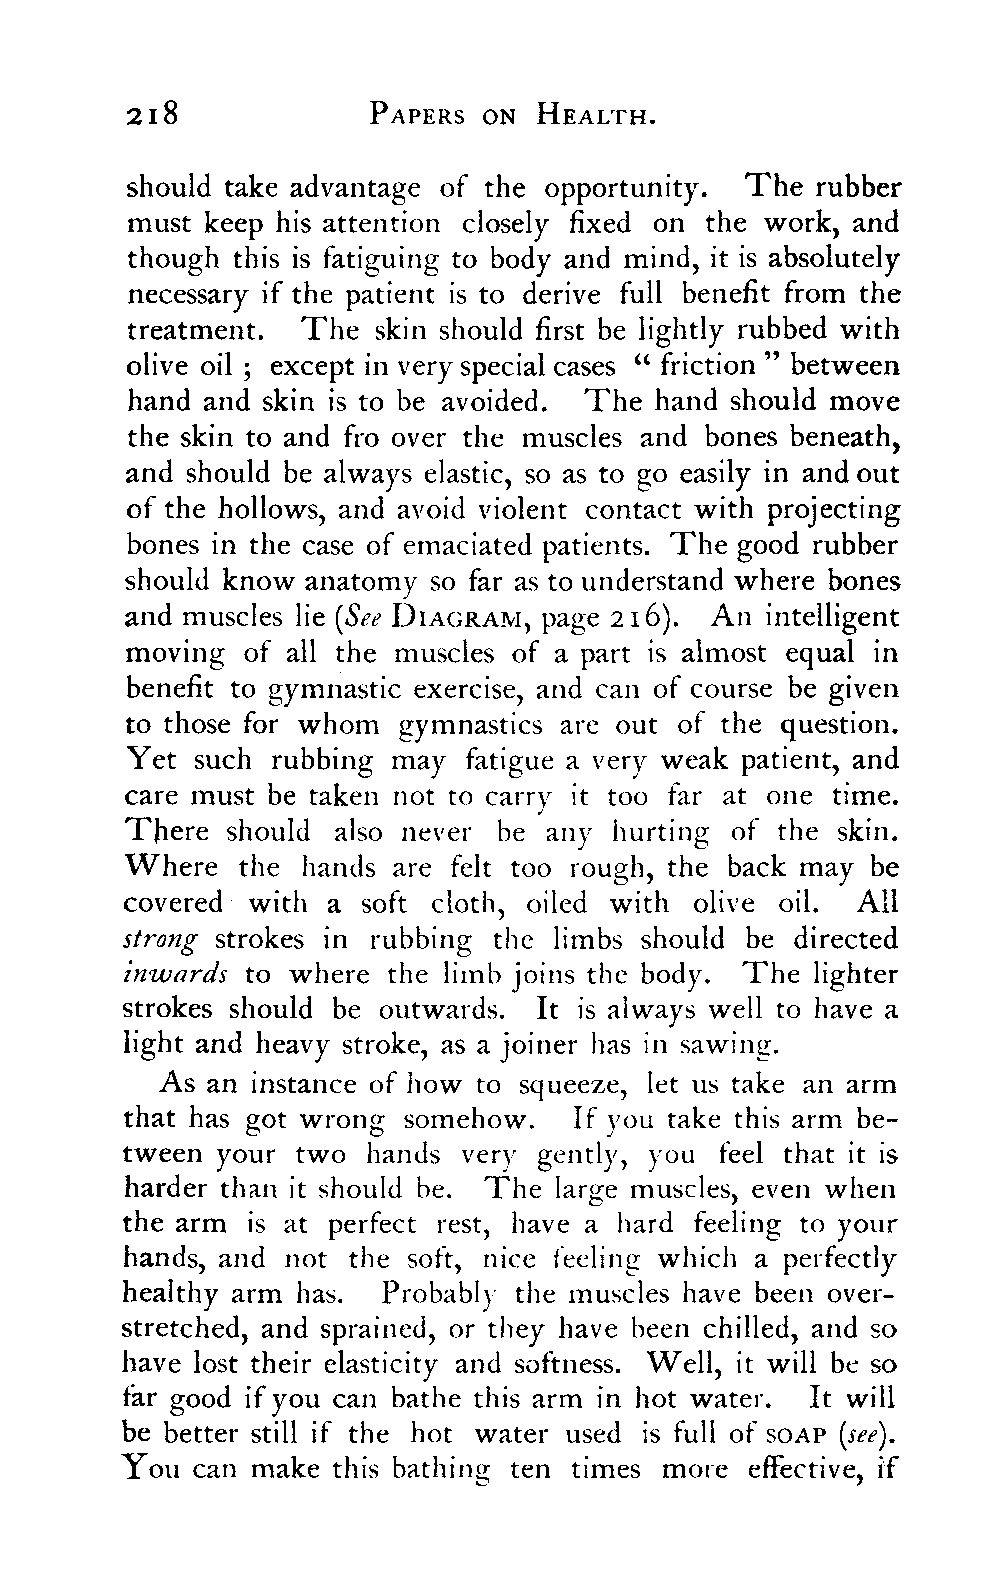 218 PAPERS ON HEALTH.
should take advantage of the opportunity. The rubber
must keep his attention closely fixed on the work, and
though this is fatiguing to body and mind, it is absolutely
necessary if the patient is to derive full benefit from the
treatment. The skin should first be lightly rubbed with
olive oil ; except in very special cases “ friction ” between
hand and skin is to be avoided. The hand should move
the skin to and fro over the muscles and bones beneath,
and should be always elastic, so as to go easily in and out
of the hollows, and avoid violent contact with projecting
bones in the case of emaciated patients. The good rubber
should know anatomy so far as to understand where bones
and muscles lie (See DIAGRAM, page 216). An intelligent
moving of all the muscles of a part is almost equal in
benefit to gymnastic exercise, and can of course be given
to those for whom gymnastics are out of the question.
Yet such rubbing may fatigue a very weak patient, and
care must be taken not to carry it too far at one time.
There should also never be any hurting of the skin.
Where the hands are felt too rough, the back may be
covered with a soft cloth, oiled with olive oil. All
strong strokes in rubbing the limbs should be directed
inwards to where the limb joins the body. The lighter
strokes should be outwards. It is always well to have a
light and heavy stroke, as a joiner has in sawing.
As an instance of how to squeeze, let us take an arm
that has got wrong somehow. If you take this arm be-
tween your two hands very gently, you feel that it is
harder than it should be. The large muscles, even when
the arm is at perfect rest, have a hard feeling to your
hands, and not the soft, nice feeling which a perfectly
healthy arm has. Probably the muscles have been over-
stretched, and sprained, or they have been chilled, and so
have lost their elasticity and softness. Well, it will be so
far good if you can bathe this arm in hot water. It will
be better still if the hot water used is full of SOAP (see).
You can make this bathing ten times more effective, if